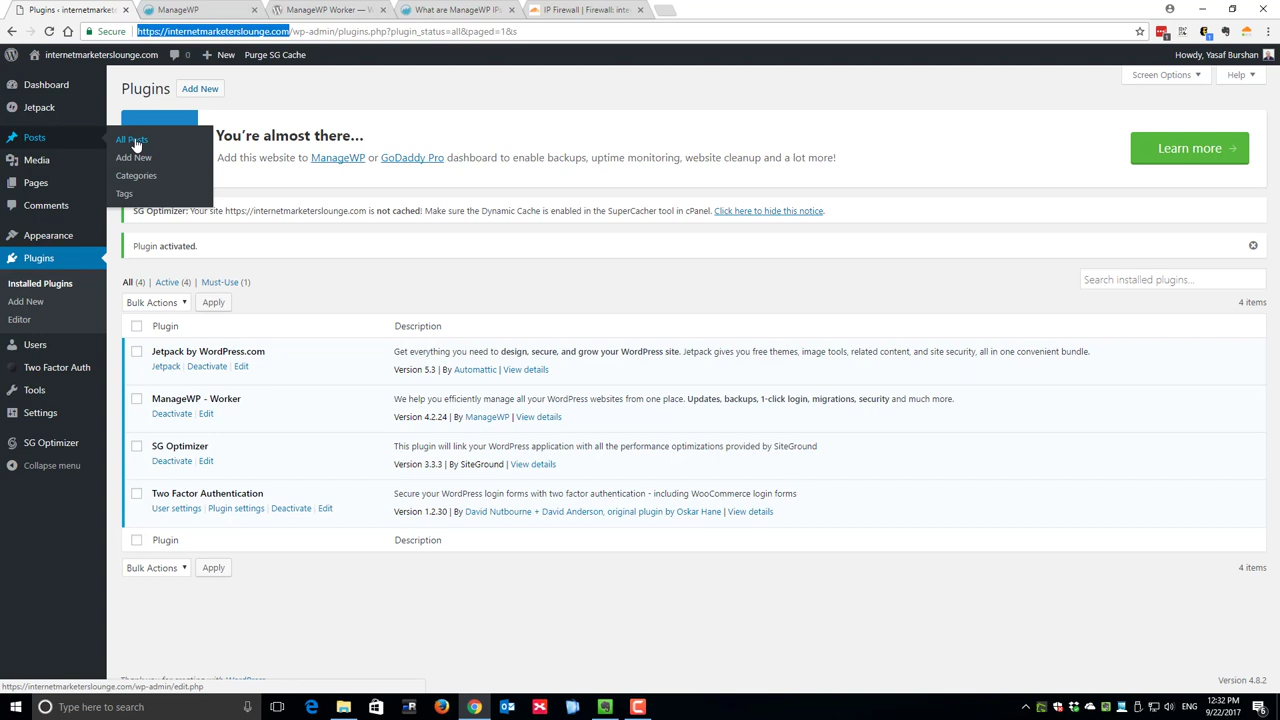 Plugins ‹ internetmarket
ManageWP
ManageWP Worker — W
What are ManageWP IPs
IP Firewall | Firewalls inte
Secure
https://internetmarketerslounge.com/wp-admin/plugins.php?plugin_status=all&paged=1&s
internetmarketerslounge.com
0
New
Purge SG Cache
Howdy, Yasaf Burshan
Dashboard
Jetpack
Posts
Media
Pages
Comments
Appearance
Plugins
Installed Plugins
Add New
Editor
Users
Two Factor Auth
Tools
Settings
SG Optimizer
Collapse menu
All Posts
Add New
Categories
Tags
Plugins
Add New
Screen Options
Help
You're almost there...
Add this website to ManageWP or GoDaddy Pro dashboard to enable backups, uptime monitoring, website cleanup and a lot more!
Learn more →
SG Optimizer: Your site https://internetmarketerslounge.com is not cached! Make sure the Dynamic Cache is enabled in the SuperCacher tool in cPanel. Click here to hide this notice.
Plugin activated.
All (4) | Active (4) | Must-Use (1)
Search installed plugins...
Bulk Actions
Apply
4 items
Plugin
Description
Jetpack by WordPress.com
Get everything you need to design, secure, and grow your WordPress site. Jetpack gives you free themes, image tools, related content, and site security, all in one convenient bundle.
Jetpack | Deactivate | Edit
Version 5.3 | By Automattic | View details
ManageWP - Worker
We help you efficiently manage all your WordPress websites from one place. Updates, backups, 1-click login, migrations, security and much more.
Deactivate | Edit
Version 4.2.24 | By ManageWP | View details
SG Optimizer
This plugin will link your WordPress application with all the performance optimizations provided by SiteGround
Deactivate | Edit
Version 3.3.3 | By SiteGround | View details
Two Factor Authentication
Secure your WordPress login forms with two factor authentication - including WooCommerce login forms
User settings | Plugin settings | Deactivate | Edit
Version 1.2.30 | By David Nutbourne + David Anderson, original plugin by Oskar Hane | View details
Plugin
Description
Bulk Actions
Apply
4 items
Version 4.8.2
https://internetmarketerslounge.com/wp-admin/edit.php
Type here to search
12:32 PM
9/22/2017